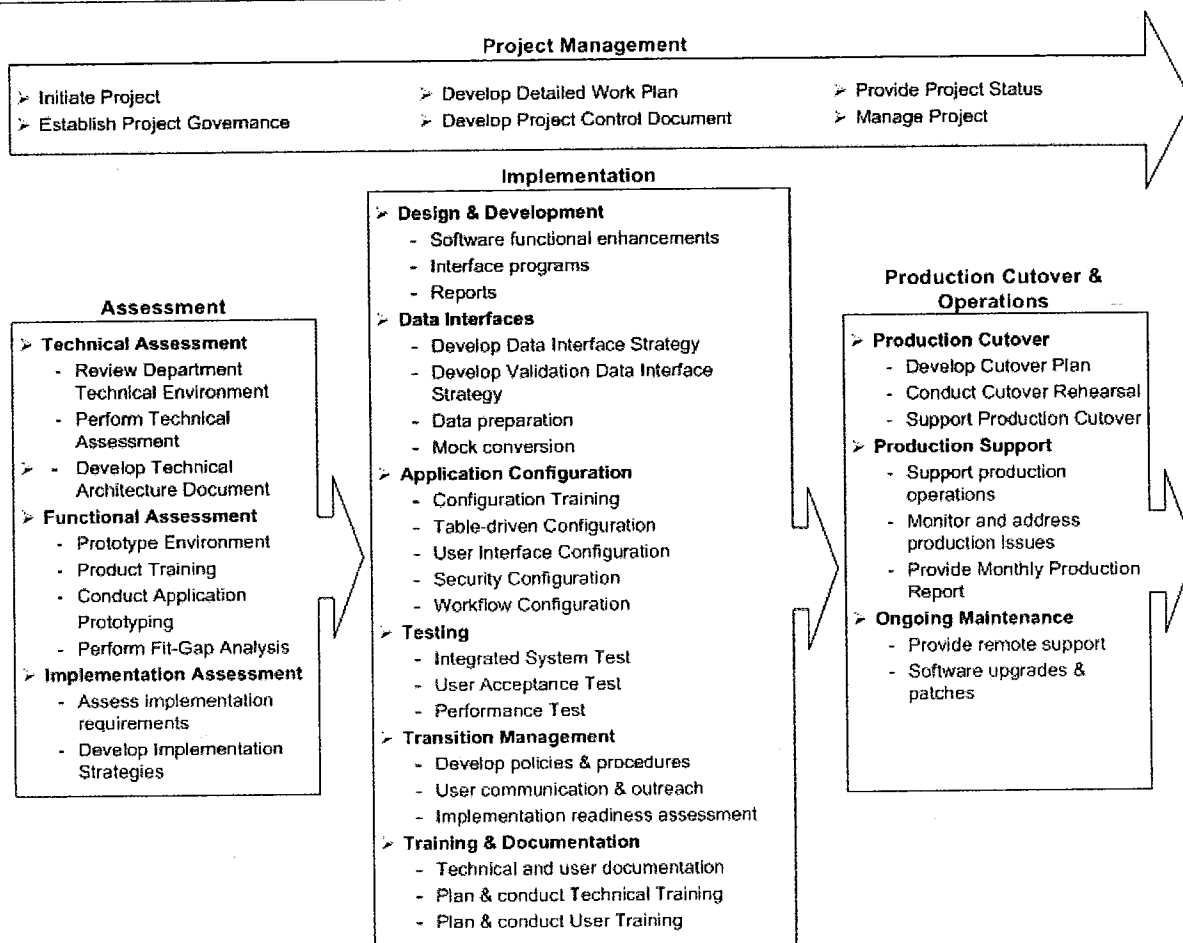 Project Management
➢ Initiate Project
➢ Establish Project Governance
➢ Develop Detailed Work Plan
➢ Develop Project Control Document
➢ Provide Project Status
➢ Manage Project
Assessment
➢ Technical Assessment
- Review Department
Technical Environment
- Perform Technical
Assessment
➢ - Develop Technical
Architecture Document
➢ Functional Assessment
- Prototype Environment
- Product Training
- Conduct Application
Prototyping
- Perform Fit-Gap Analysis
➢ Implementation Assessment
- Assess implementation
requirements
- Develop Implementation
Strategies
Implementation
➢ Design & Development
- Software functional enhancements
- Interface programs
- Reports
➢ Data Interfaces
- Develop Data Interface Strategy
- Develop Validation Data Interface
Strategy
- Data preparation
- Mock conversion
➢ Application Configuration
- Configuration Training
- Table-driven Configuration
- User Interface Configuration
- Security Configuration
- Workflow Configuration
➢ Testing
- Integrated System Test
- User Acceptance Test
- Performance Test
➢ Transition Management
- Develop policies & procedures
- User communication & outreach
- Implementation readiness assessment
➢ Training & Documentation
- Technical and user documentation
- Plan & conduct Technical Training
- Plan & conduct User Training
Production Cutover &
Operations
➢ Production Cutover
- Develop Cutover Plan
- Conduct Cutover Rehearsal
- Support Production Cutover
➢ Production Support
- Support production
operations
- Monitor and address
production issues
- Provide Monthly Production
Report
➢ Ongoing Maintenance
- Provide remote support
- Software upgrades &
patches